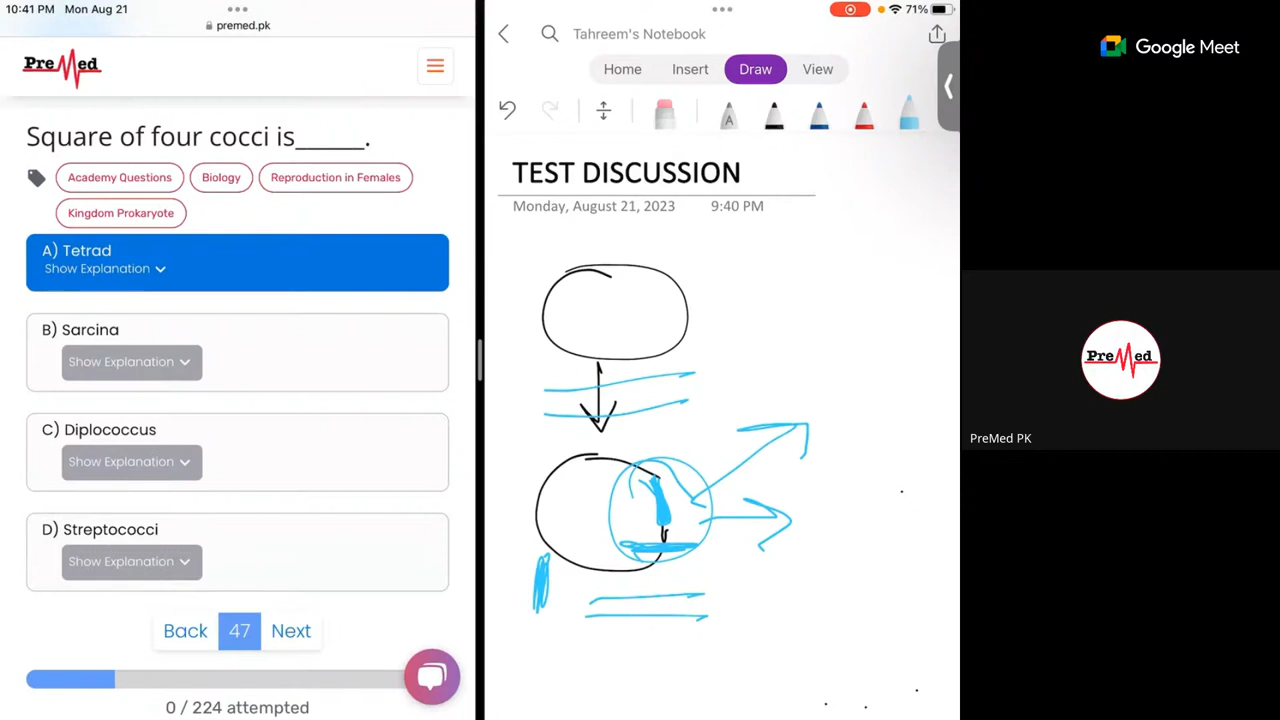 10:41 PM Mon Aug 21
premed.pk
PreMed
Square of four cocci is______.
Academy Questions
Biology
Reproduction in Females
Kingdom Prokaryote
A) Tetrad
Show Explanation
B) Sarcina
Show Explanation
C) Diplococcus
Show Explanation
D) Streptococci
Show Explanation
Back 47 Next
0 / 224 attempted
71%
Tahreem's Notebook
Home Insert Draw View
A
TEST DISCUSSION
Monday, August 21, 2023 9:40 PM
Google Meet
PreMed
PreMed PK